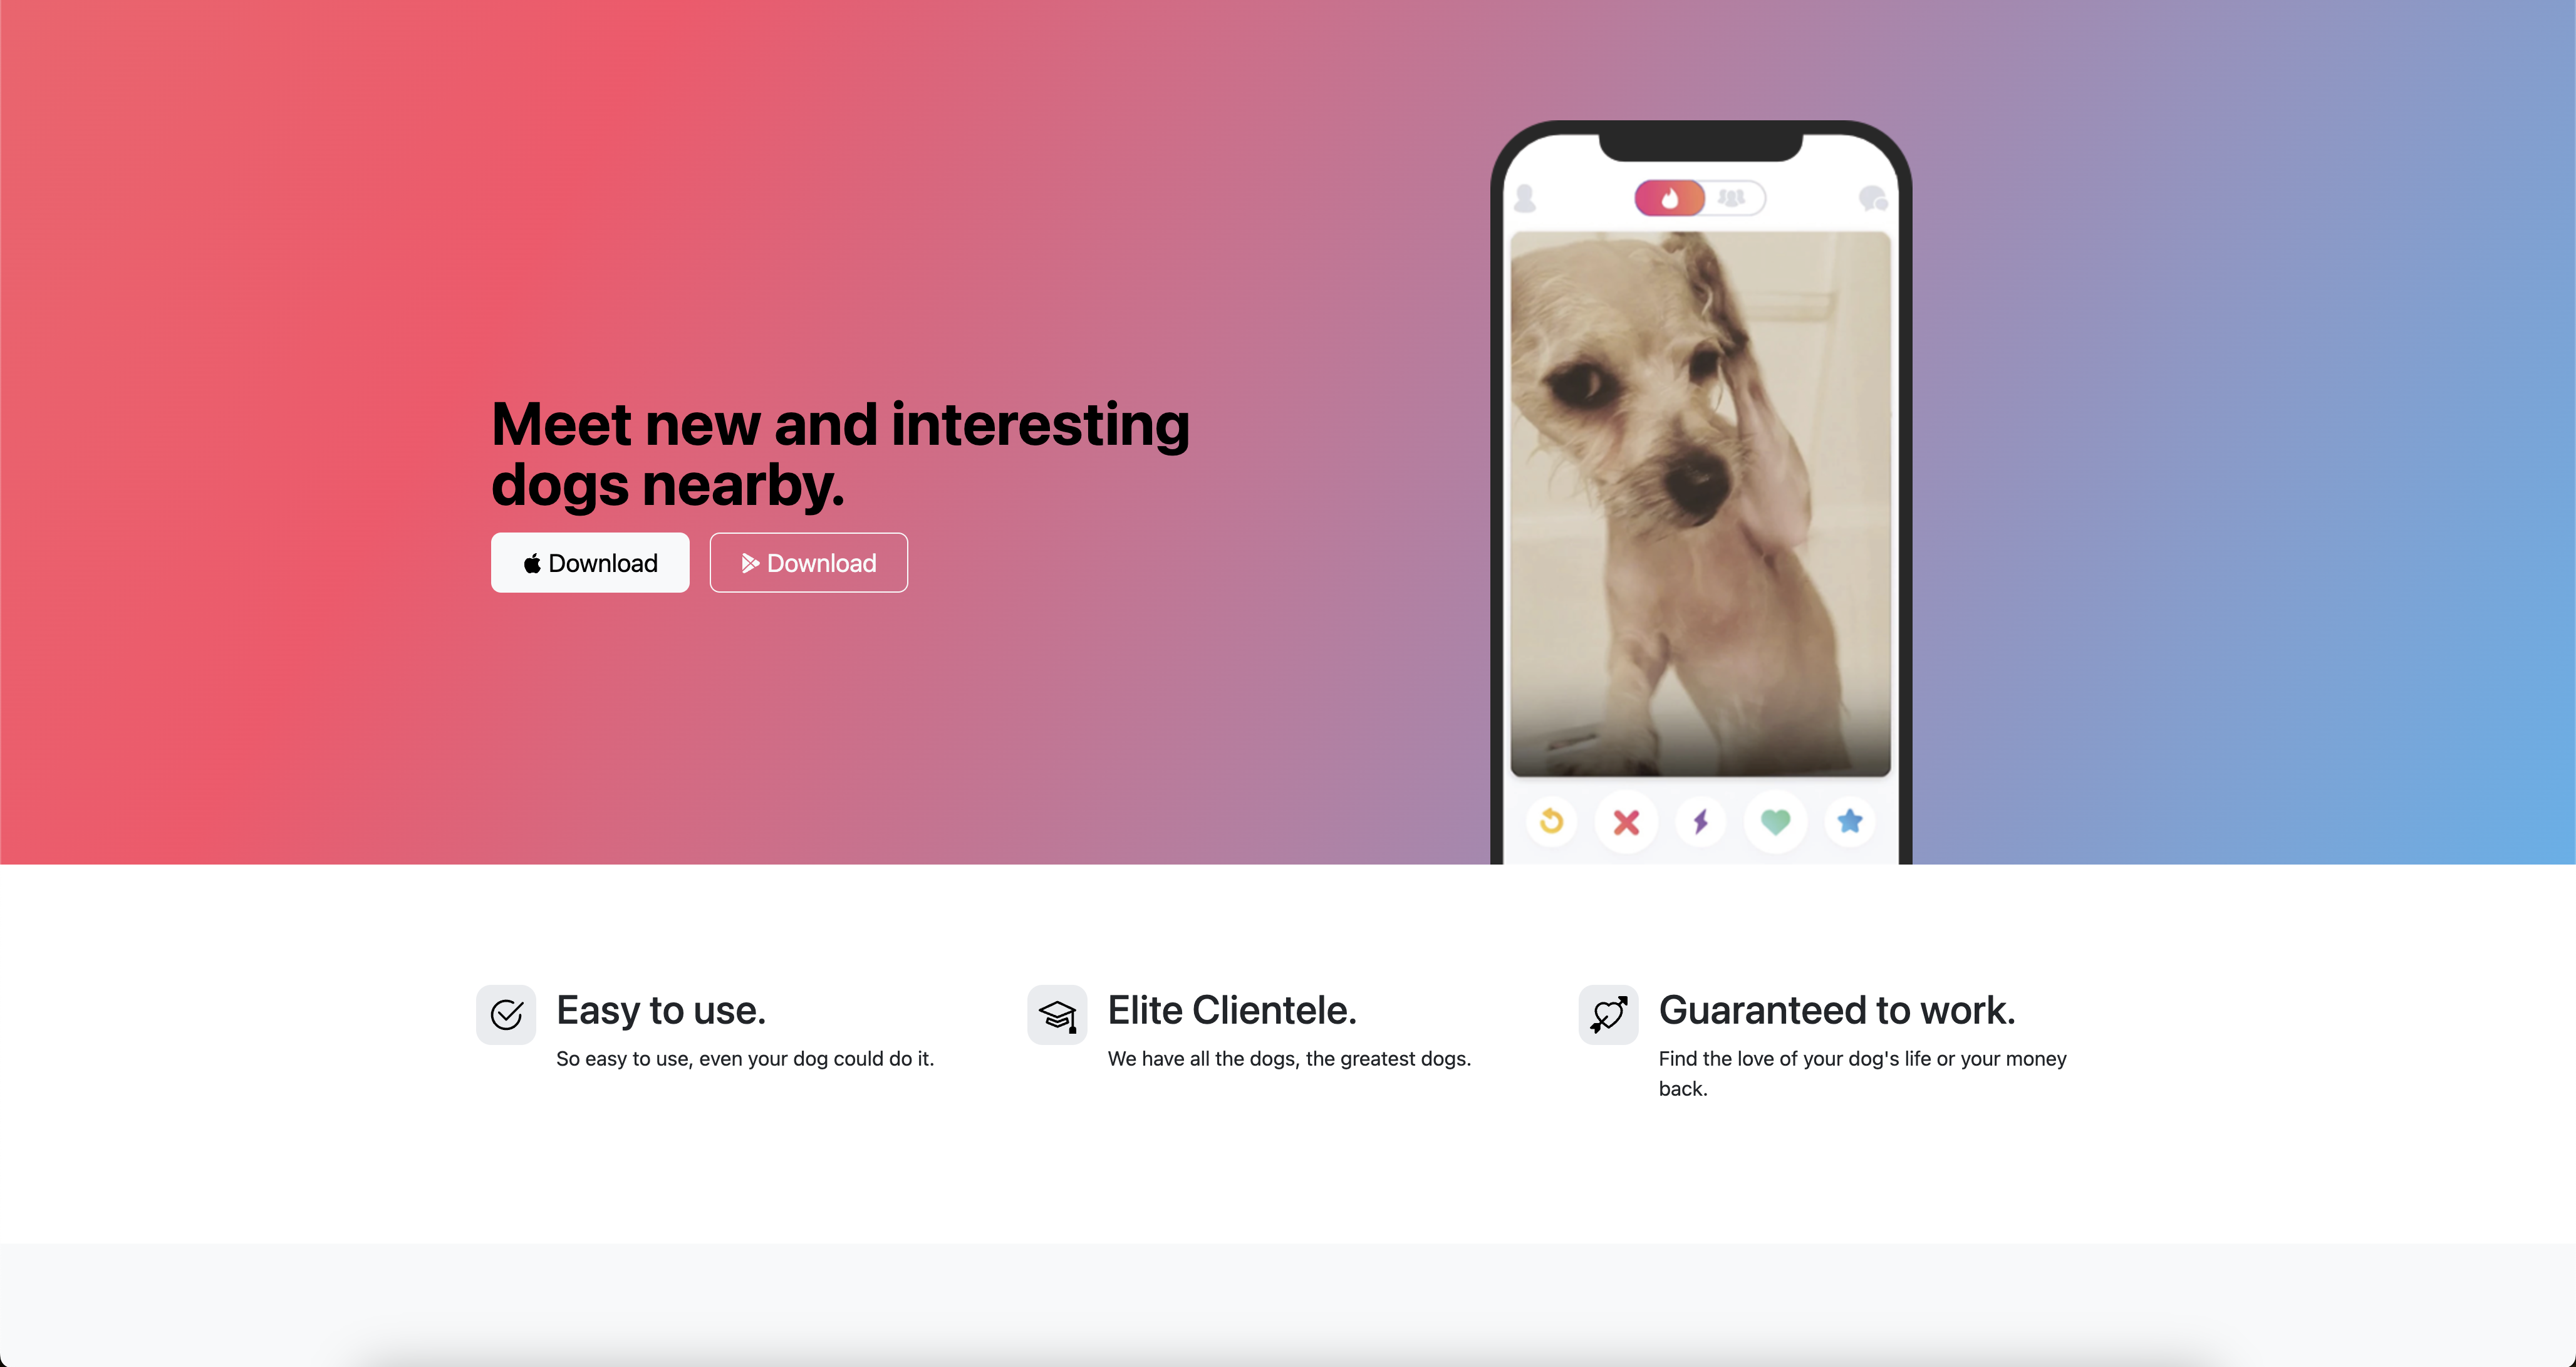 Meet new and interesting
dogs nearby.
Download
Download
Easy to use.
So easy to use, even your dog could do it.
Elite Clientele.
We have all the dogs, the greatest dogs.
Guaranteed to work.
Find the love of your dog's life or your money
back.